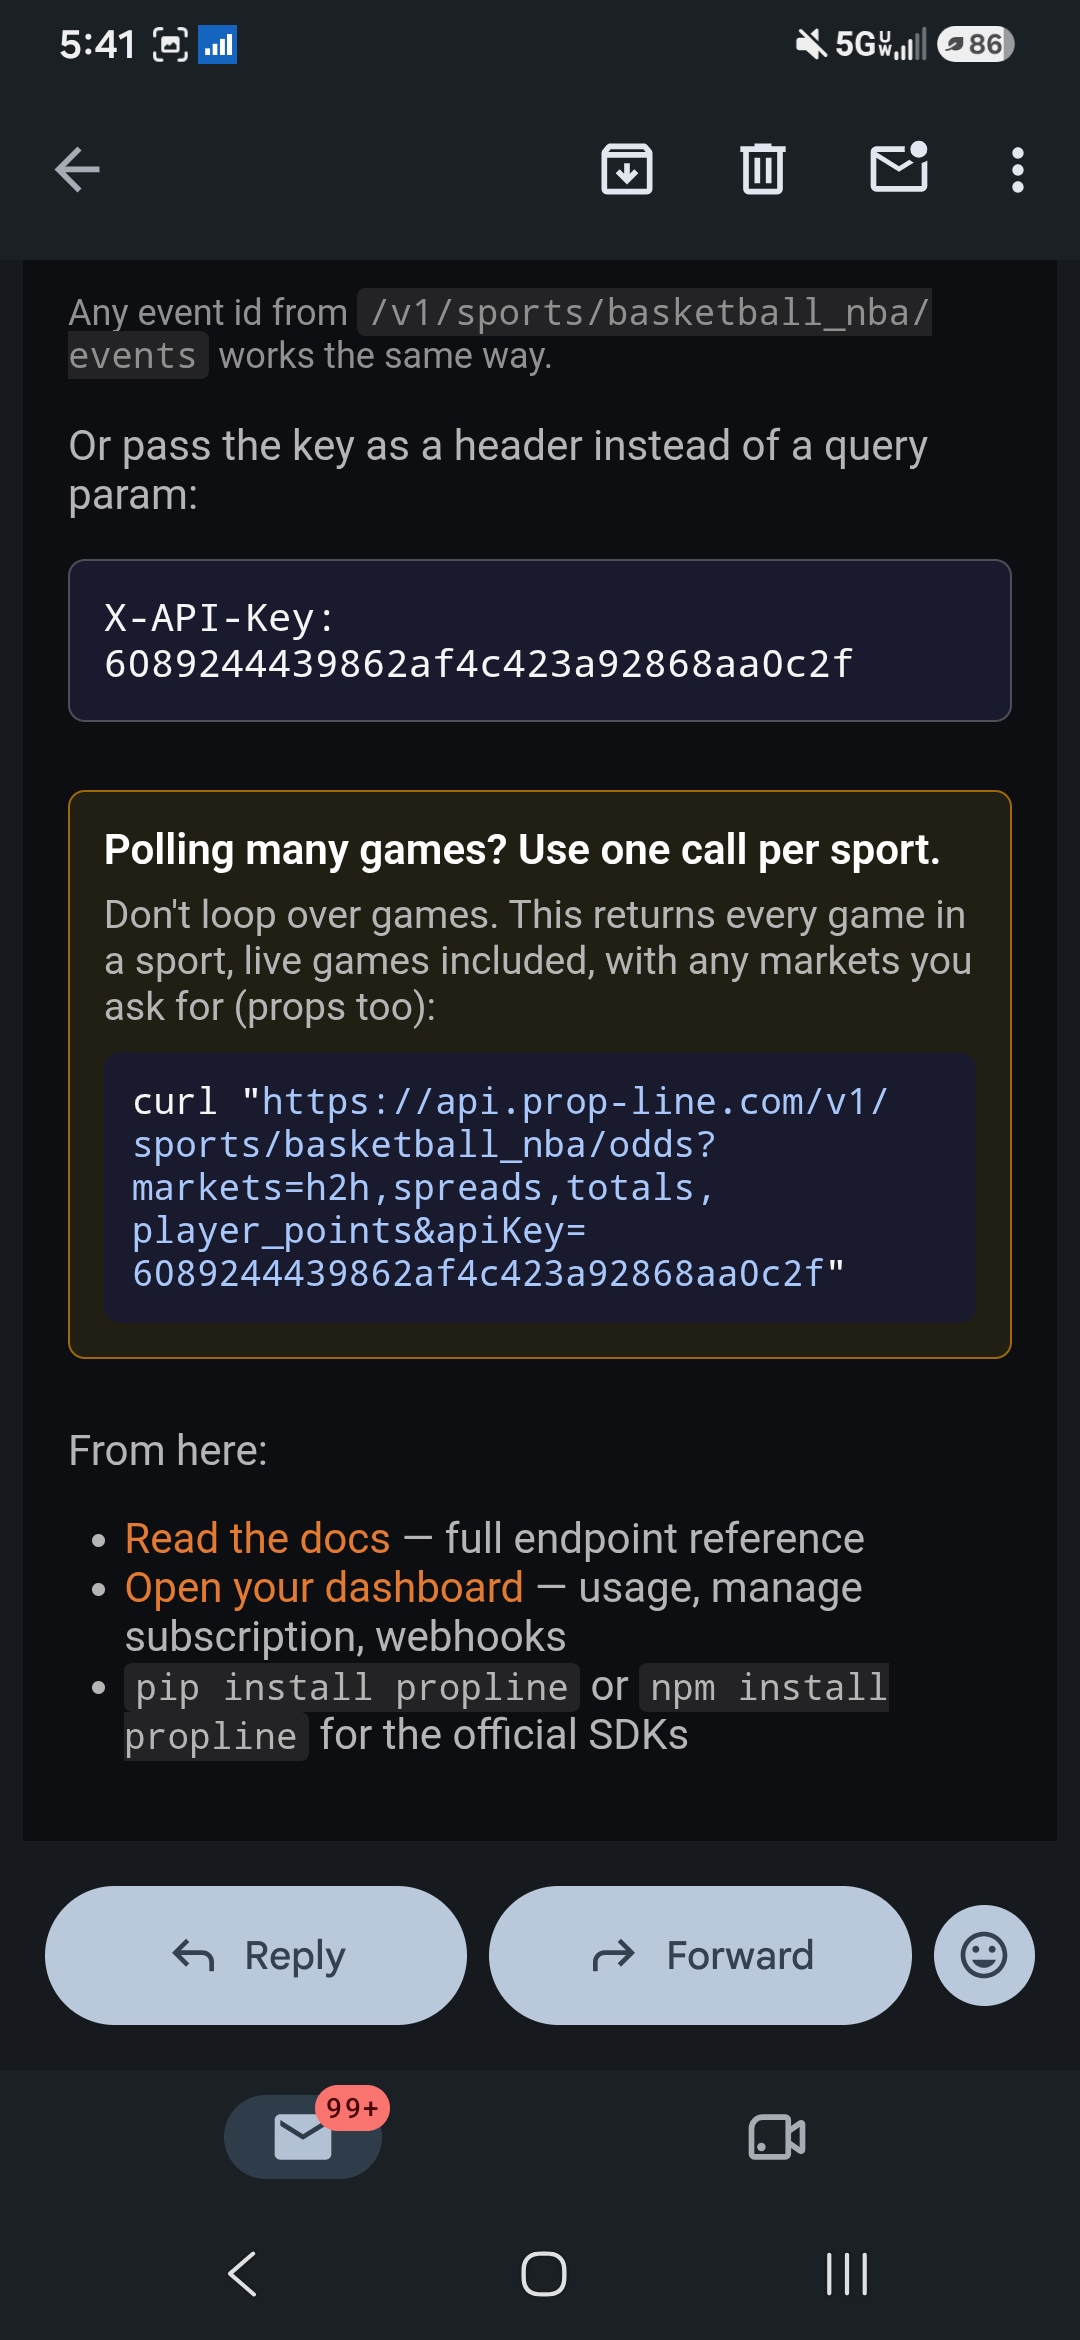 5:41
5G UW 86
Any event id from /v1/sports/basketball_nba/
events works the same way.
Or pass the key as a header instead of a query
param:
X-API-Key:
6089244439862af4c423a92868aa0c2f
Polling many games? Use one call per sport.
Don't loop over games. This returns every game in
a sport, live games included, with any markets you
ask for (props too):
curl "https://api.prop-line.com/v1/
sports/basketball_nba/odds?
markets=h2h,spreads,totals,
player_points&apiKey=
6089244439862af4c423a92868aa0c2f"
From here:
• Read the docs — full endpoint reference
• Open your dashboard — usage, manage
subscription, webhooks
• pip install propline or npm install
propline for the official SDKs
Reply
Forward
99+